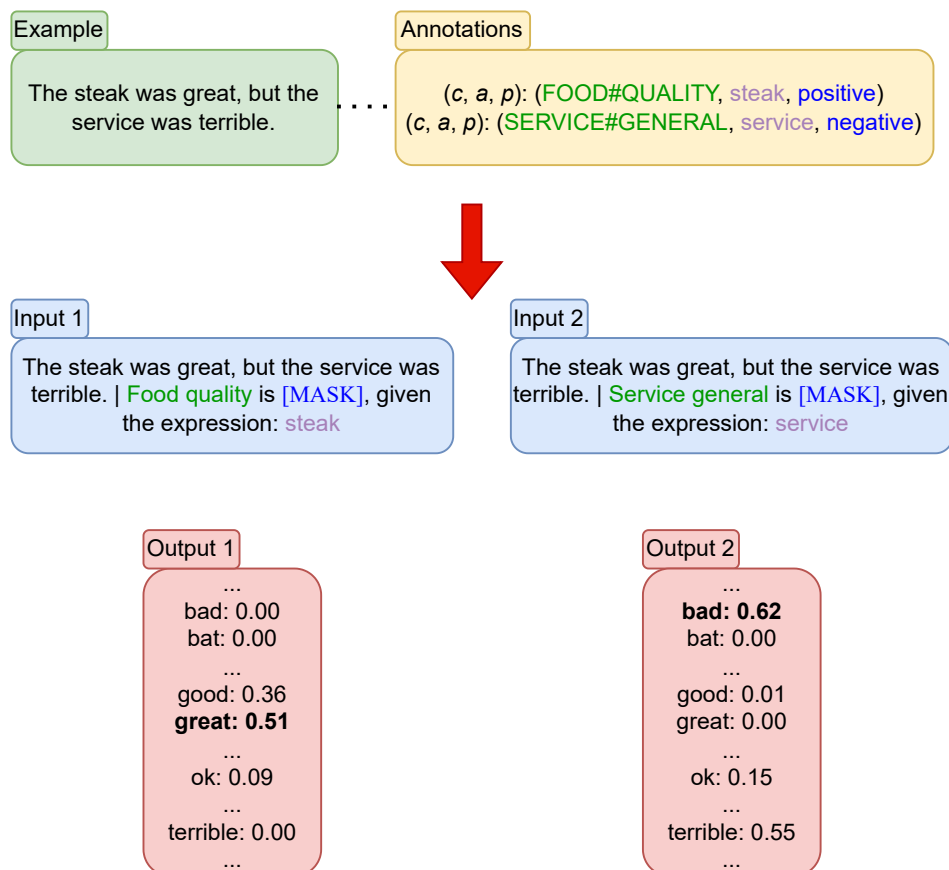 Example
The steak was great, but the
service was terrible.
Annotations
(c, a, p): (FOOD#QUALITY, steak, positive)
(c, a, p): (SERVICE#GENERAL, service, negative)
Input 1
The steak was great, but the service was
terrible. | Food quality is [MASK], given
the expression: steak
Input 2
The steak was great, but the service was
terrible. | Service general is [MASK], given
the expression: service
Output 1
...
bad: 0.00
bat: 0.00
...
good: 0.36
great: 0.51
...
ok: 0.09
...
terrible: 0.00
...
Output 2
...
bad: 0.62
bat: 0.00
...
good: 0.01
great: 0.00
...
ok: 0.15
...
terrible: 0.55
...